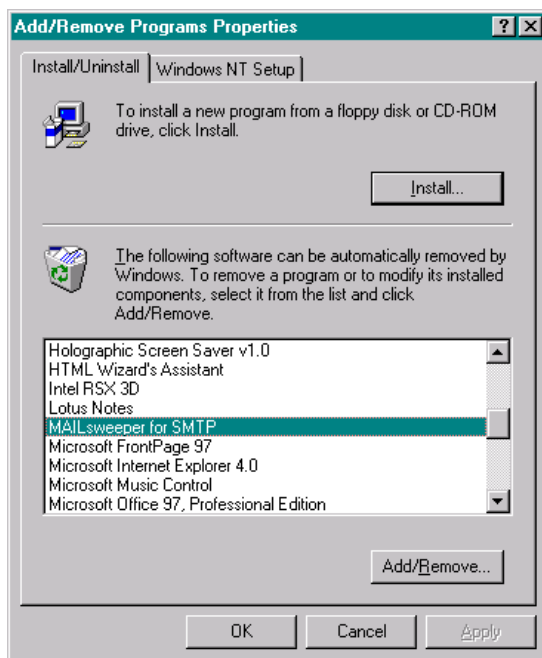 Add/Remove Programs Properties
Install/Uninstall
Windows NT Setup
To install a new program from a floppy disk or CD-ROM
drive, click Install.
Install...
The following software can be automatically removed by
Windows. To remove a program or to modify its installed
components, select it from the list and click
Add/Remove.
Holographic Screen Saver v1.0
HTML Wizard's Assistant
Intel RSX 3D
Lotus Notes
MAILsweeper for SMTP
Microsoft FrontPage 97
Microsoft Internet Explorer 4.0
Microsoft Music Control
Microsoft Office 97, Professional Edition
Add/Remove...
OK
Cancel
Apply